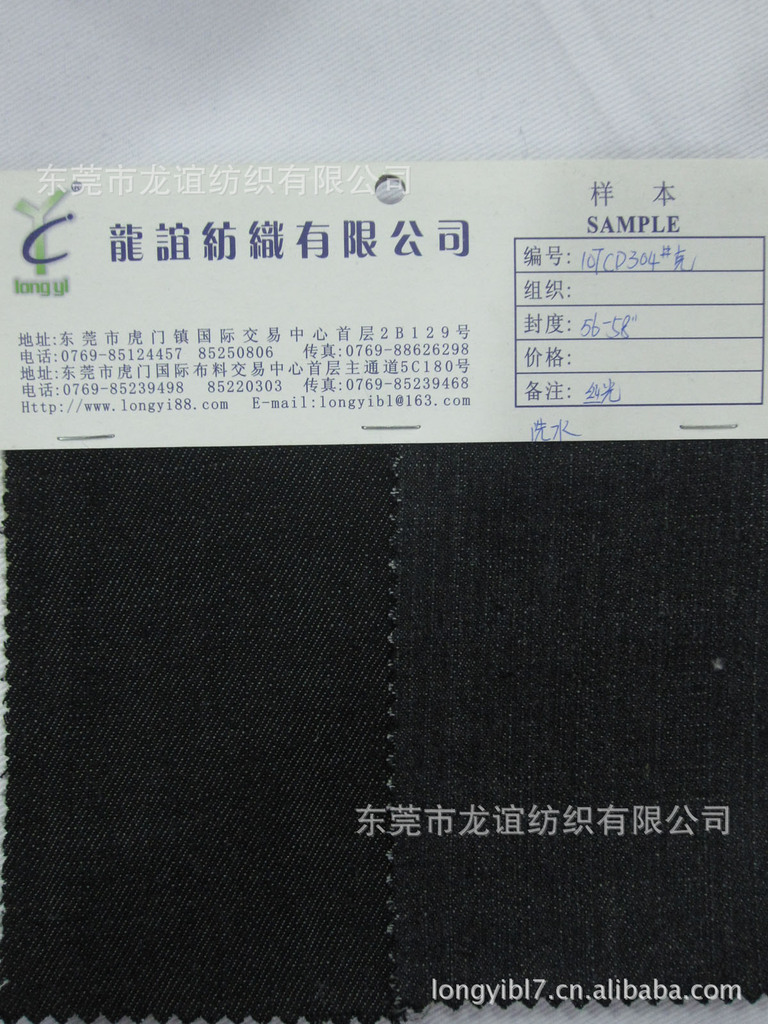 东莞市龙谊纺织有限公司
long yi
龍誼紡織有限公司
地址:东莞市虎门镇国际交易中心首层2B129号
电话:0769-85124457 85250806 传真:0769-88626298
地址:东莞市虎门国际布料交易中心首层主通道5C180号
电话:0769-85239498 85220303 传真:0769-85239468
Http://www.longyi88.com E-mail:longyibl@163.com
样 本
SAMPLE
编号: 10TCD304#
组织:
封度: 56-58"
价格:
备注: 丝光
洗水
东莞市龙谊纺织有限公司
longyibl7.cn.alibaba.com